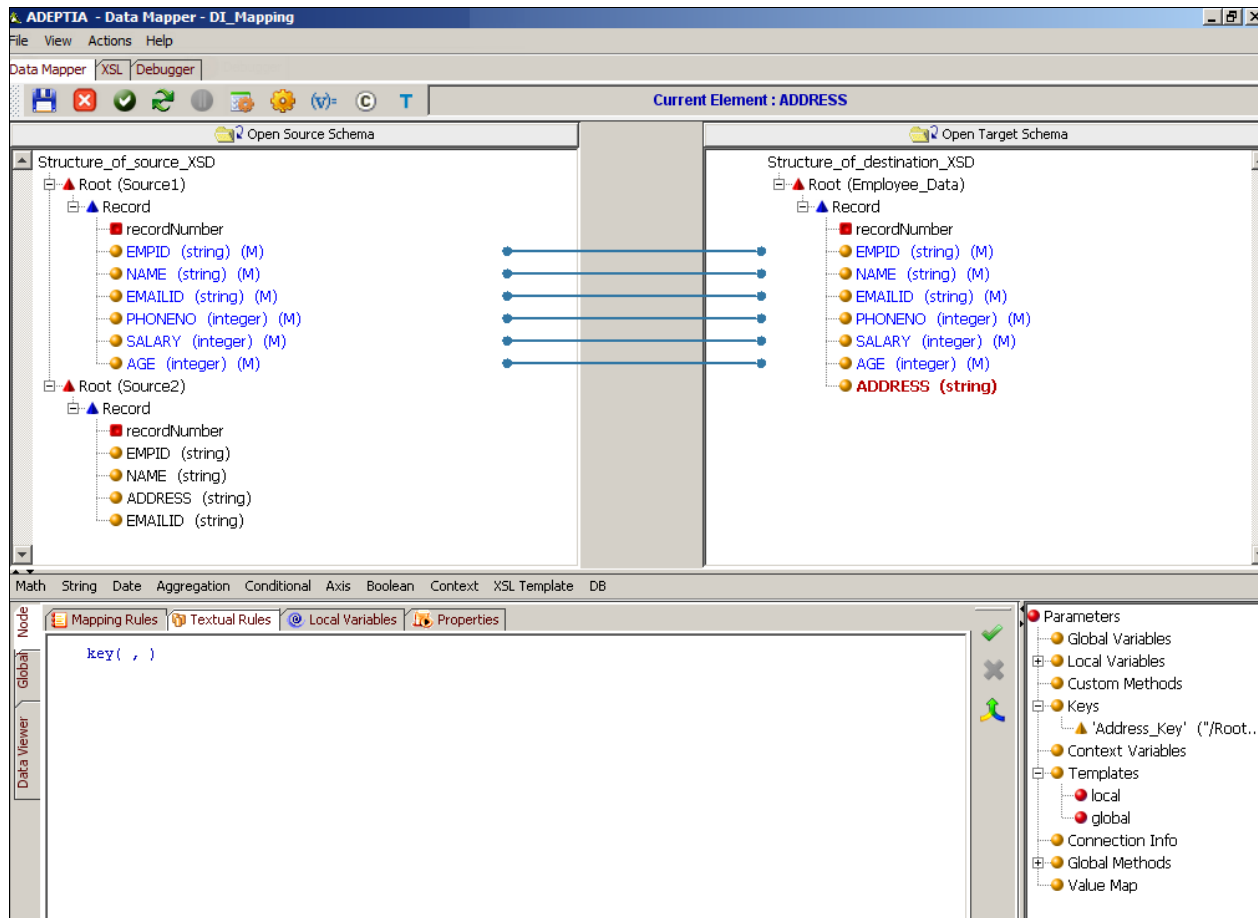 ADEPTIA - Data Mapper - DI_Mapping
File View Actions Help
Data Mapper XSL Debugger
(∀)= © T Current Element : ADDRESS
Open Source Schema
Structure_of_source_XSD
Root (Source1)
Record
recordNumber
EMPID (string) (M)
NAME (string) (M)
EMAILID (string) (M)
PHONENO (integer) (M)
SALARY (integer) (M)
AGE (integer) (M)
Root (Source2)
Record
recordNumber
EMPID (string)
NAME (string)
ADDRESS (string)
EMAILID (string)
Open Target Schema
Structure_of_destination_XSD
Root (Employee_Data)
Record
recordNumber
EMPID (string) (M)
NAME (string) (M)
EMAILID (string) (M)
PHONENO (integer) (M)
SALARY (integer) (M)
AGE (integer) (M)
ADDRESS (string)
Math String Date Aggregation Conditional Axis Boolean Context XSL Template DB
Node
Global
Data Viewer
Mapping Rules Textual Rules @ Local Variables Properties
key( , )
Parameters
Global Variables
Local Variables
Custom Methods
Keys
'Address_Key' ("/Root...
Context Variables
Templates
local
global
Connection Info
Global Methods
Value Map